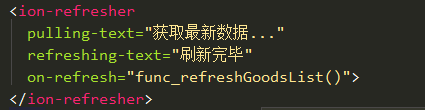 <ion-refresher
pulling-text="获取最新数据..."
refreshing-text="刷新完毕"
on-refresh="func_refreshGoodsList()">
</ion-refresher>